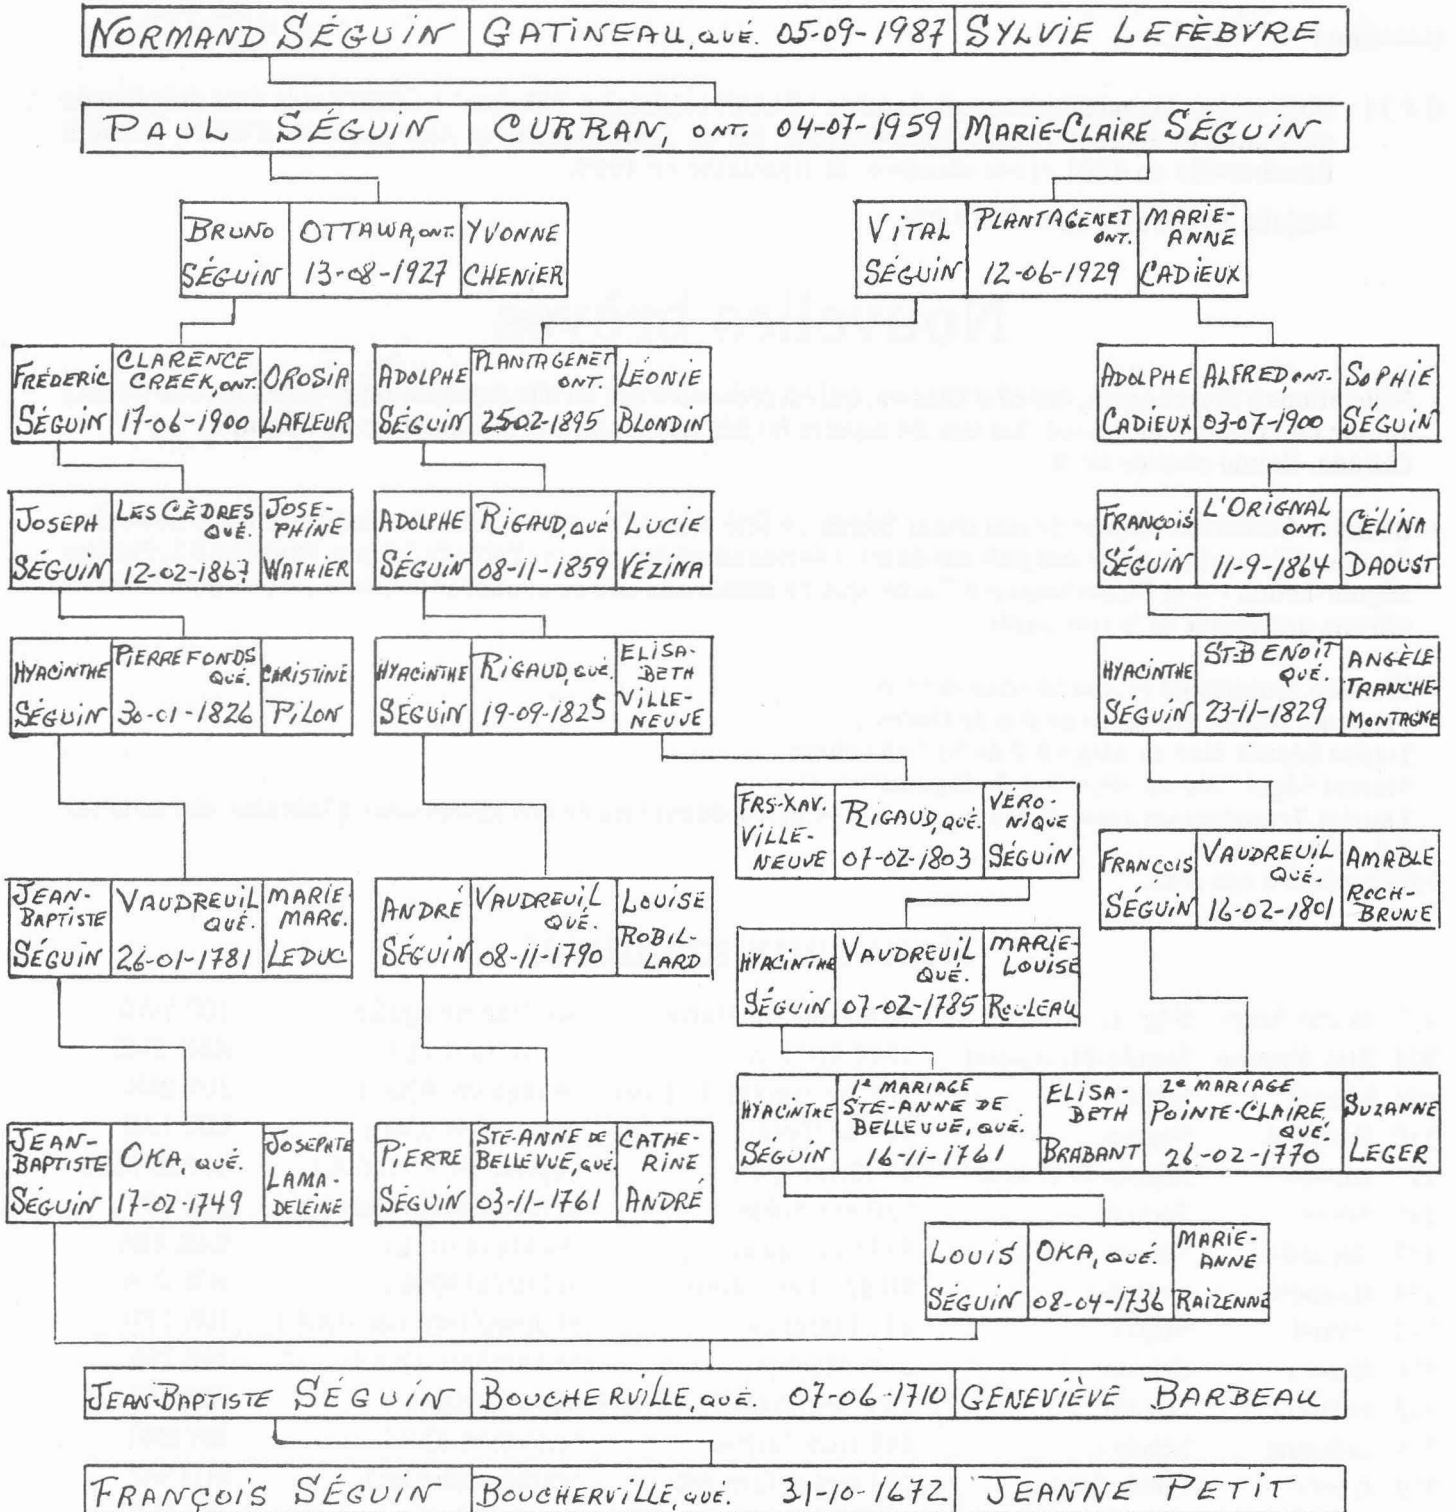 NORMAND SÉGUIN GATINEAU, QUÉ. 05-09-1987 SYLVIE LEFÈBVRE
PAUL SÉGUIN CURRAN, ONT. 04-07-1959 MARIE-CLAIRE SÉGUIN
BRUNO SÉGUIN
OTTAWA, ONT. 13-08-1927
YVONNE CHENIER
VITAL SÉGUIN
PLANTAGENET ONT. 12-06-1929
MARIE-ANNE CADIEUX
FRÉDERIC SÉGUIN
CLARENCE CREEK, ONT. 17-06-1900
OROSIA LAFLEUR
ADOLPHE SÉGUIN
PLANTAGENET ONT. 25-02-1895
LÉONIE BLONDIN
ADOLPHE CADIEUX
ALFRED, ONT. 03-07-1900
SOPHIE SÉGUIN
JOSEPH SÉGUIN
LES CÈDRES QUÉ. 12-02-1867
JOSE-PHINE WATHIER
ADOLPHE SÉGUIN
RIGAUD, QUÉ 08-11-1859
LUCIE VÉZINA
FRANÇOIS SÉGUIN
L'ORIGNAL ONT. 11-9-1864
CÉLINA DAOUST
HYACINTHE SÉGUIN
PIERREFONDS QUÉ. 30-01-1826
CHRISTINE PILON
HYACINTHE SÉGUIN
RIGAUD, QUÉ. 19-09-1825
ELISA-BETH VILLE-NEUVE
HYACINTHE SÉGUIN
ST-BENOÎT QUÉ. 23-11-1829
ANGÈLE TRANCHE-MONTAGNE
FRS-XAV. VILLE-NEUVE
RIGAUD, QUÉ. 07-02-1803
VÉRO-NIQUE SÉGUIN
FRANÇOIS SÉGUIN
VAUDREUIL QUÉ. 16-02-1801
AMABLE ROCH-BRUNE
JEAN-BAPTISTE SÉGUIN
VAUDREUIL QUÉ. 26-01-1781
MARIE-MARG. LEDUC
ANDRÉ SÉGUIN
VAUDREUIL QUÉ. 08-11-1790
LOUISE ROBIL-LARD
HYACINTHE SÉGUIN
VAUDREUIL QUÉ. 07-02-1785
MARIE-LOUISE ROULEAU
HYACINTHE SÉGUIN
1e MARIAGE STE-ANNE DE BELLEVUE, QUÉ. 16-11-1761
ELISA-BETH BRABANT
2e MARIAGE POINTE-CLAIRE, QUÉ. 26-02-1770
SUZANNE LEGER
JEAN-BAPTISTE SÉGUIN
OKA, QUÉ. 17-02-1749
JOSEPHTE LAMA-DELEINE
PIERRE SÉGUIN
STE-ANNE DE BELLEVUE, QUÉ. 03-11-1761
CATHE-RINE ANDRÉ
LOUIS SÉGUIN
OKA, QUÉ. 08-04-1736
MARIE-ANNE RAIZENNE
JEAN-BAPTISTE SÉGUIN BOUCHERVILLE, QUÉ. 07-06-1710 GENEVIÈVE BARBEAU
FRANÇOIS SÉGUIN BOUCHERVILLE, QUÉ. 31-10-1672 JEANNE PETIT